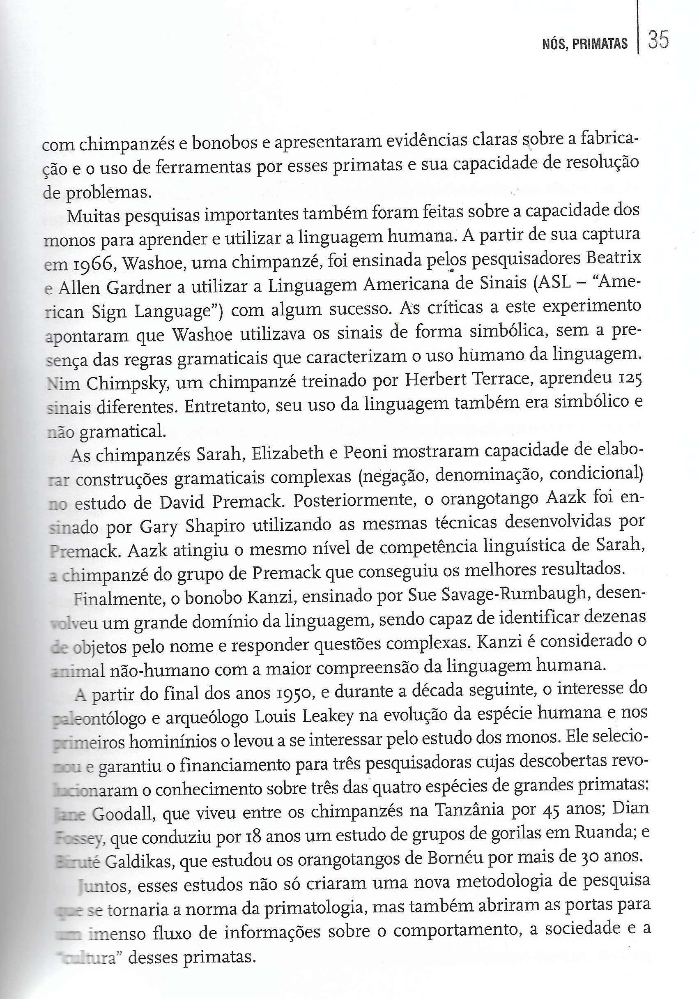 NÓS, PRIMATAS 35
com chimpanzés e bonobos e apresentaram evidências claras sobre a fabrica-
ção e o uso de ferramentas por esses primatas e sua capacidade de resolução
de problemas.
Muitas pesquisas importantes também foram feitas sobre a capacidade dos
monos para aprender e utilizar a linguagem humana. A partir de sua captura
em 1966, Washoe, uma chimpanzé, foi ensinada pelos pesquisadores Beatrix
e Allen Gardner a utilizar a Linguagem Americana de Sinais (ASL – “Ame-
rican Sign Language”) com algum sucesso. As críticas a este experimento
apontaram que Washoe utilizava os sinais de forma simbólica, sem a pre-
sença das regras gramaticais que caracterizam o uso humano da linguagem.
Nim Chimpsky, um chimpanzé treinado por Herbert Terrace, aprendeu 125
sinais diferentes. Entretanto, seu uso da linguagem também era simbólico e
não gramatical.
As chimpanzés Sarah, Elizabeth e Peoni mostraram capacidade de elabo-
rar construções gramaticais complexas (negação, denominação, condicional)
no estudo de David Premack. Posteriormente, o orangotango Aazk foi en-
sinado por Gary Shapiro utilizando as mesmas técnicas desenvolvidas por
Premack. Aazk atingiu o mesmo nível de competência linguística de Sarah,
a chimpanzé do grupo de Premack que conseguiu os melhores resultados.
Finalmente, o bonobo Kanzi, ensinado por Sue Savage-Rumbaugh, desen-
volveu um grande domínio da linguagem, sendo capaz de identificar dezenas
de objetos pelo nome e responder questões complexas. Kanzi é considerado o
animal não-humano com a maior compreensão da linguagem humana.
A partir do final dos anos 1950, e durante a década seguinte, o interesse do
paleontólogo e arqueólogo Louis Leakey na evolução da espécie humana e nos
primeiros hominínios o levou a se interessar pelo estudo dos monos. Ele selecio-
nou e garantiu o financiamento para três pesquisadoras cujas descobertas revo-
lucionaram o conhecimento sobre três das quatro espécies de grandes primatas:
Jane Goodall, que viveu entre os chimpanzés na Tanzânia por 45 anos; Dian
Fossey, que conduziu por 18 anos um estudo de grupos de gorilas em Ruanda; e
Biruté Galdikas, que estudou os orangotangos de Bornéu por mais de 30 anos.
Juntos, esses estudos não só criaram uma nova metodologia de pesquisa
que se tornaria a norma da primatologia, mas também abriram as portas para
um imenso fluxo de informações sobre o comportamento, a sociedade e a
“cultura” desses primatas.